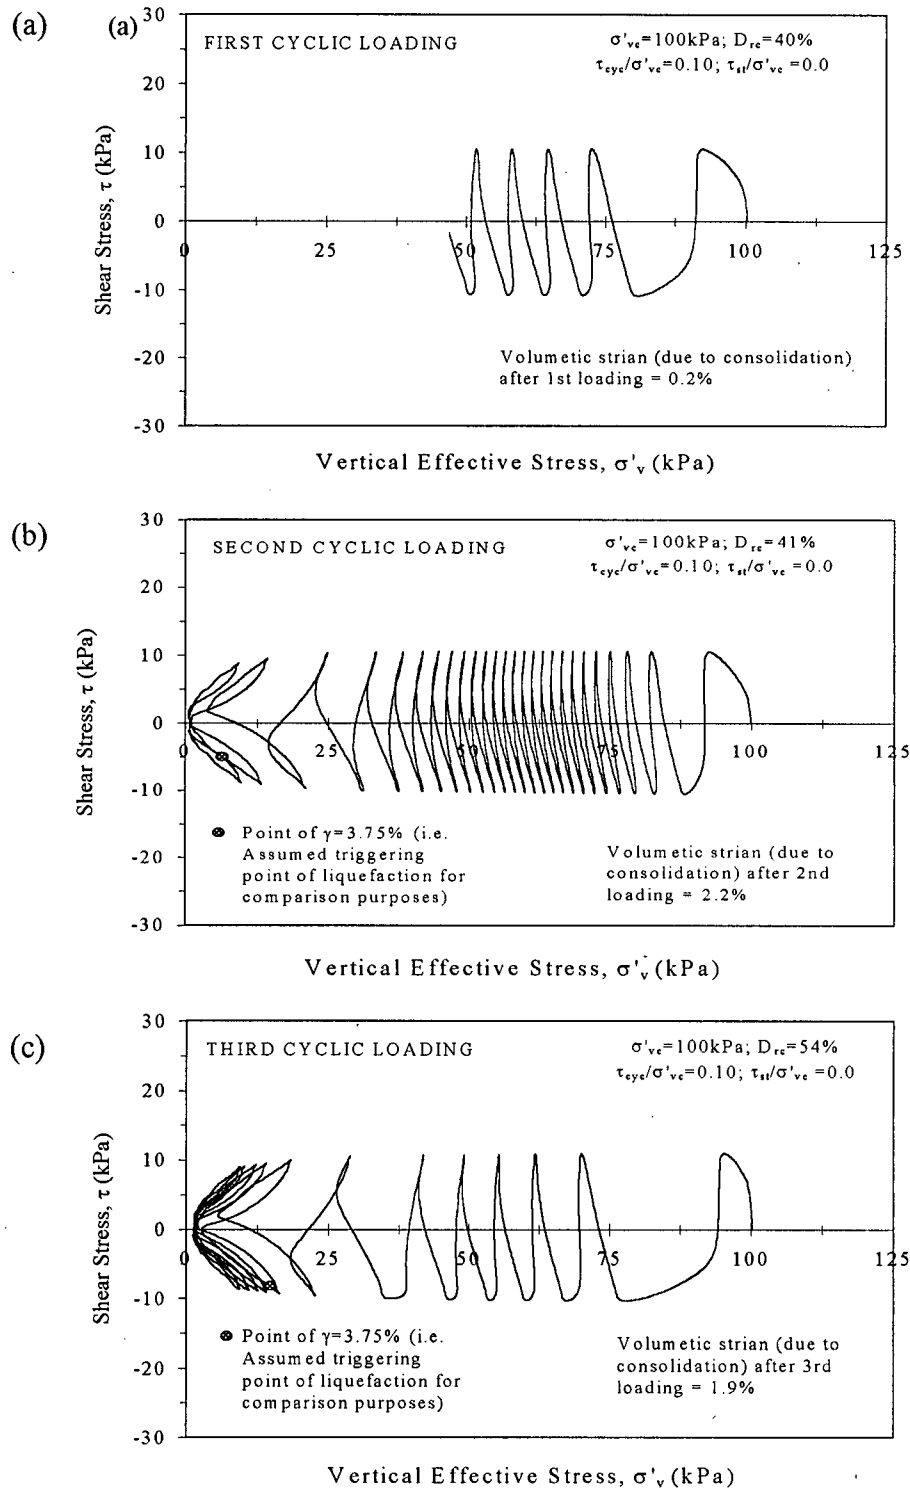 (a)
(a)
FIRST CYCLIC LOADING
σ'vc=100kPa; Drc=40%
τcyc/σ'vc=0.10; τst/σ'vc =0.0
30
20
10
0
-10
-20
-30
Shear Stress, τ (kPa)
0
25
50
75
100
125
Volumetic strian (due to consolidation)
after 1st loading = 0.2%
Vertical Effective Stress, σ'v (kPa)
(b)
SECOND CYCLIC LOADING
σ'vc=100kPa; Drc=41%
τcyc/σ'vc=0.10; τst/σ'vc =0.0
30
20
10
0
-10
-20
-30
Shear Stress, τ (kPa)
0
25
50
75
100
125
Point of γ=3.75% (i.e.
Assumed triggering
point of liquefaction for
comparison purposes)
Volumetic strian (due to
consolidation) after 2nd
loading = 2.2%
Vertical Effective Stress, σ'v (kPa)
(c)
THIRD CYCLIC LOADING
σ'vc=100kPa; Drc=54%
τcyc/σ'vc=0.10; τst/σ'vc =0.0
30
20
10
0
-10
-20
-30
Shear Stress, τ (kPa)
0
25
50
75
100
125
Point of γ=3.75% (i.e.
Assumed triggering
point of liquefaction for
comparison purposes)
Volumetic strian (due to
consolidation) after 3rd
loading = 1.9%
Vertical Effective Stress, σ'v (kPa)